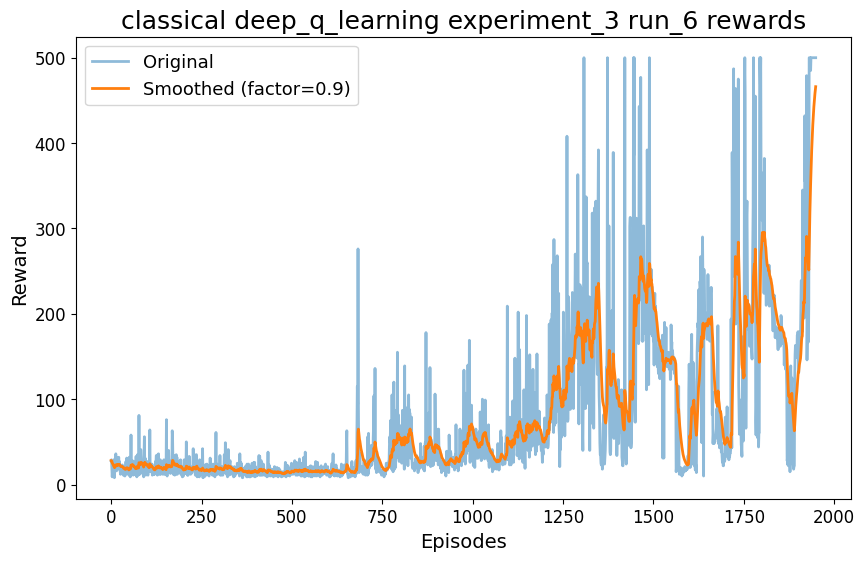 classical deep_q_learning experiment_3 run_6 rewards
Original
Smoothed (factor=0.9)
Reward
500
400
300
200
100
0
0 250 500 750 1000 1250 1500 1750 2000
Episodes